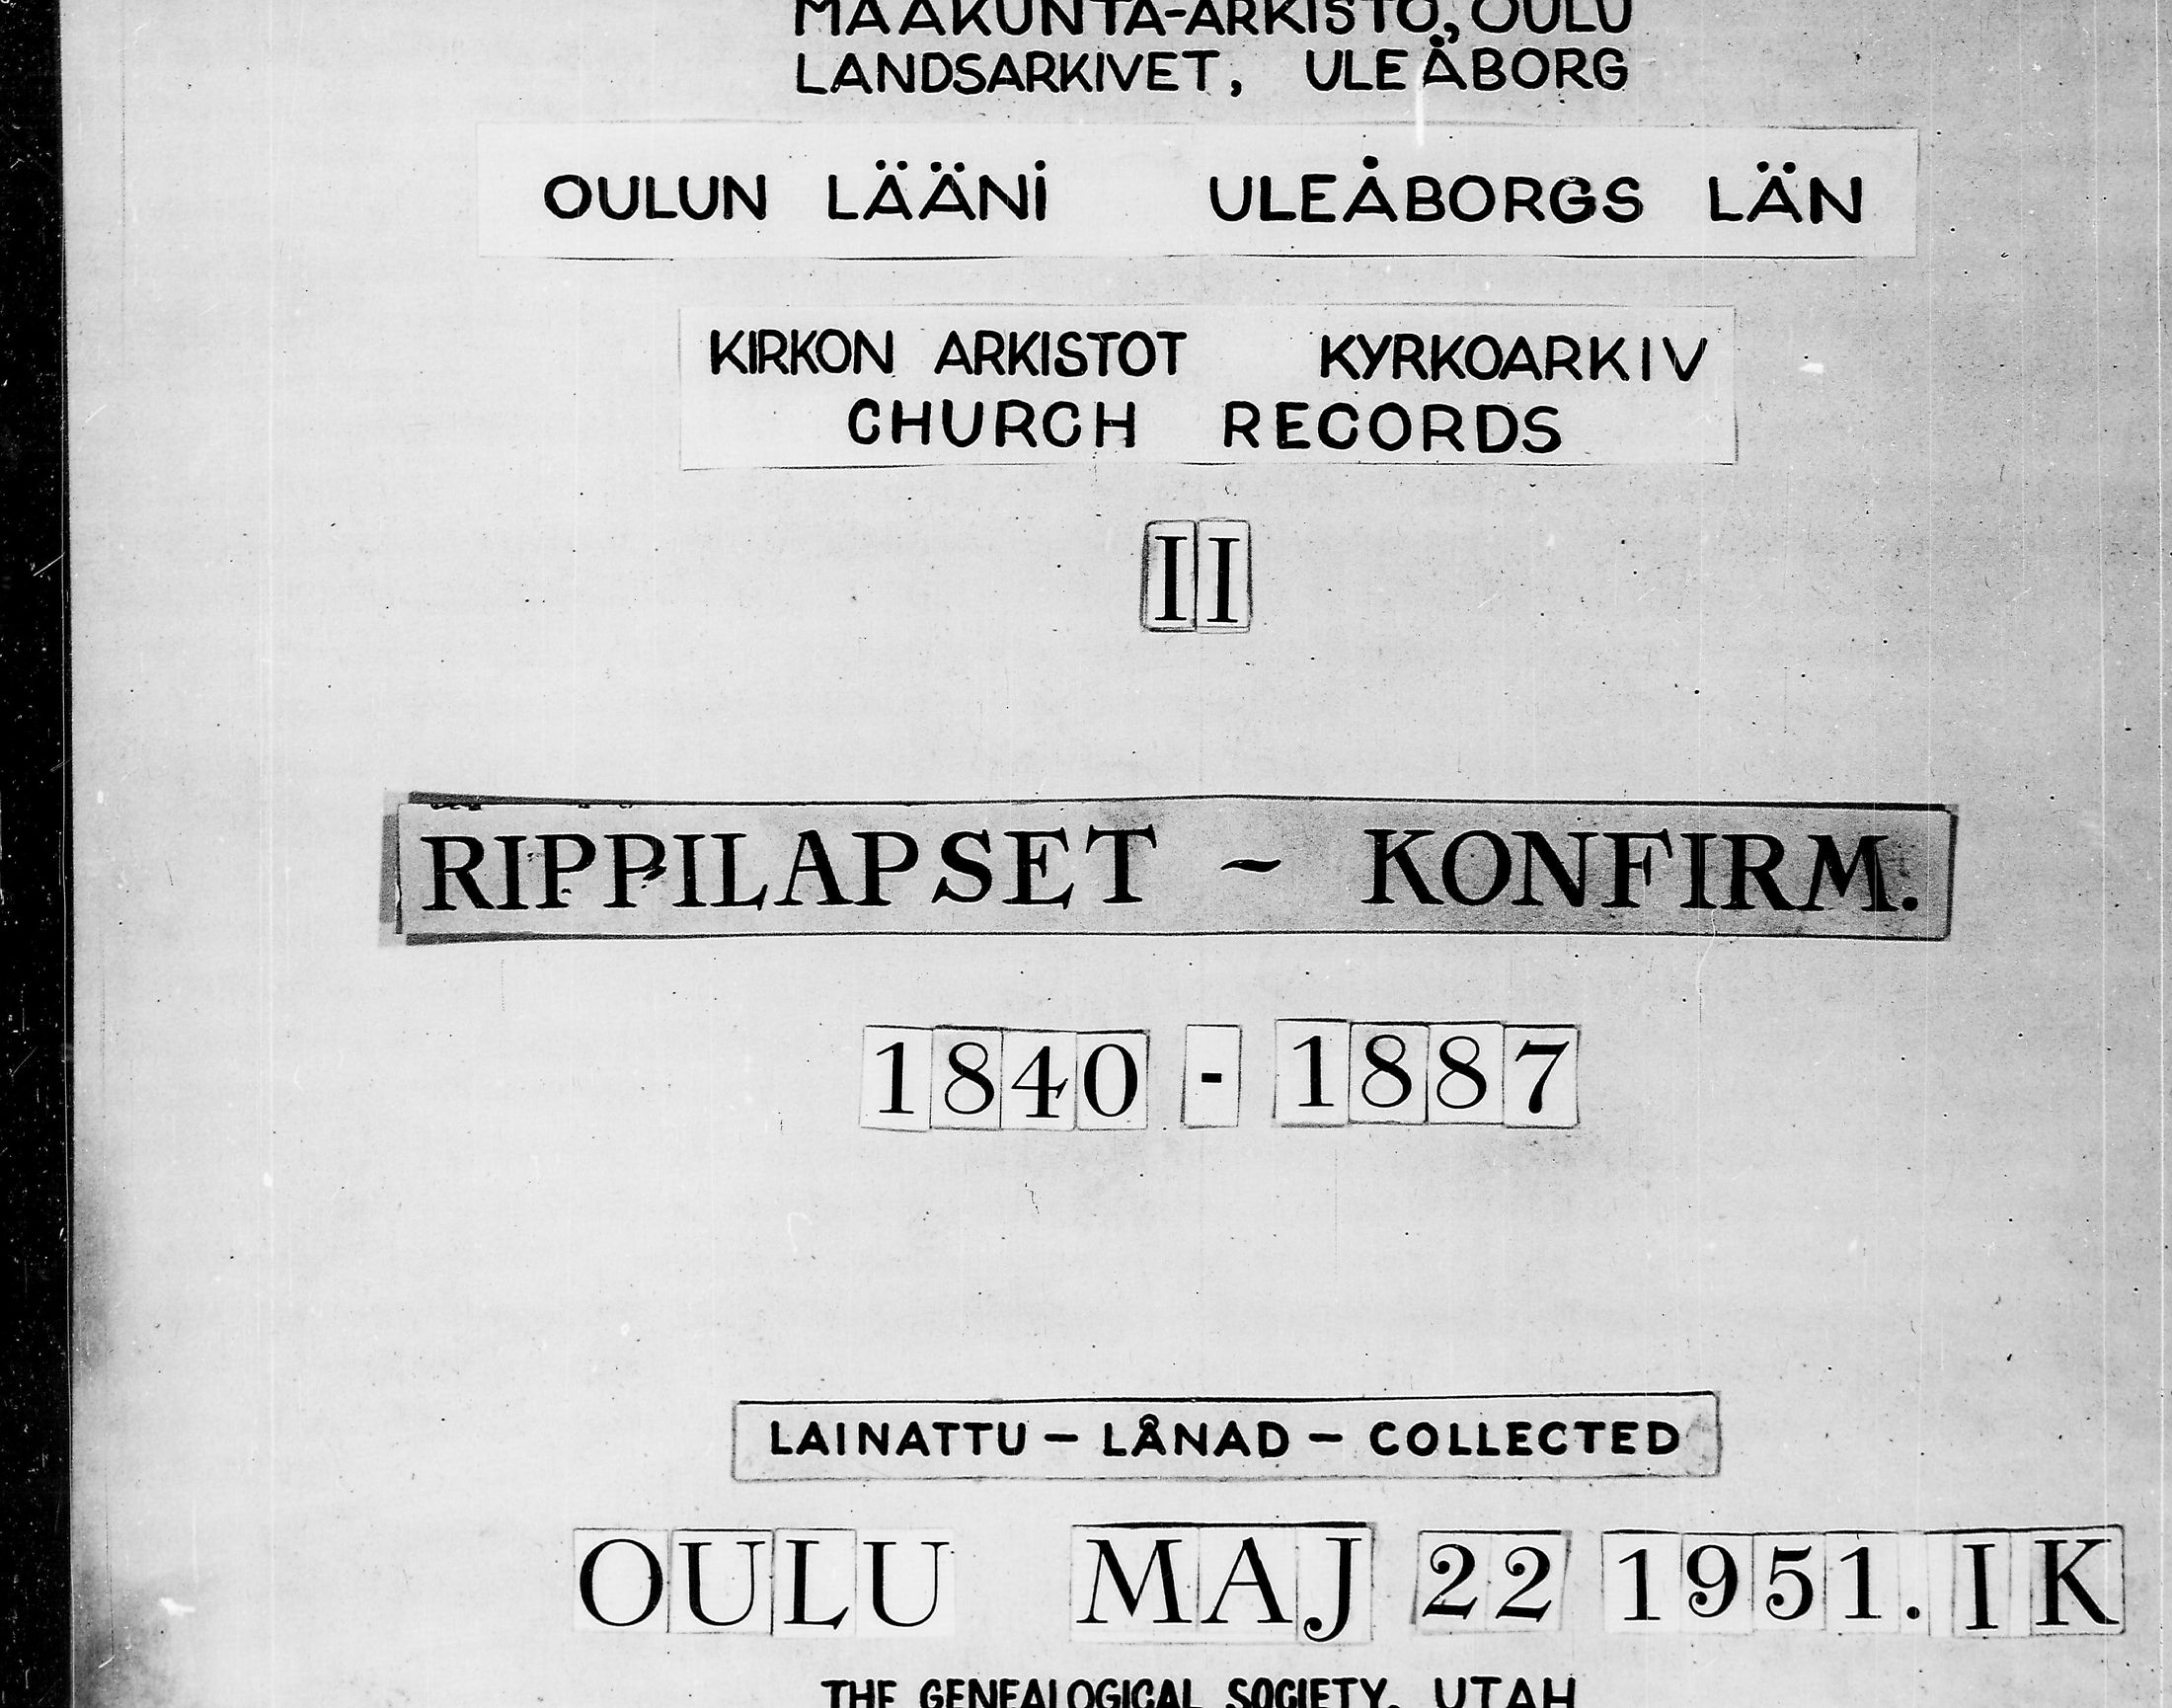 MAAKUNTA-ARKISTO, OULU
LANDSARKIVET, ULEÅBORG
OULUN LÄÄNI ULEÅBORGS LÄN
KIRKON ARKISTOT KYRKOARKIV
CHURCH RECORDS
II
RIPPILAPSET ~ KONFIRM.
1840 - 1887
LAINATTU - LÅNAD - COLLECTED
OULU MAJ 22 1951. IK
THE GENEALOGICAL SOCIETY, UTAH